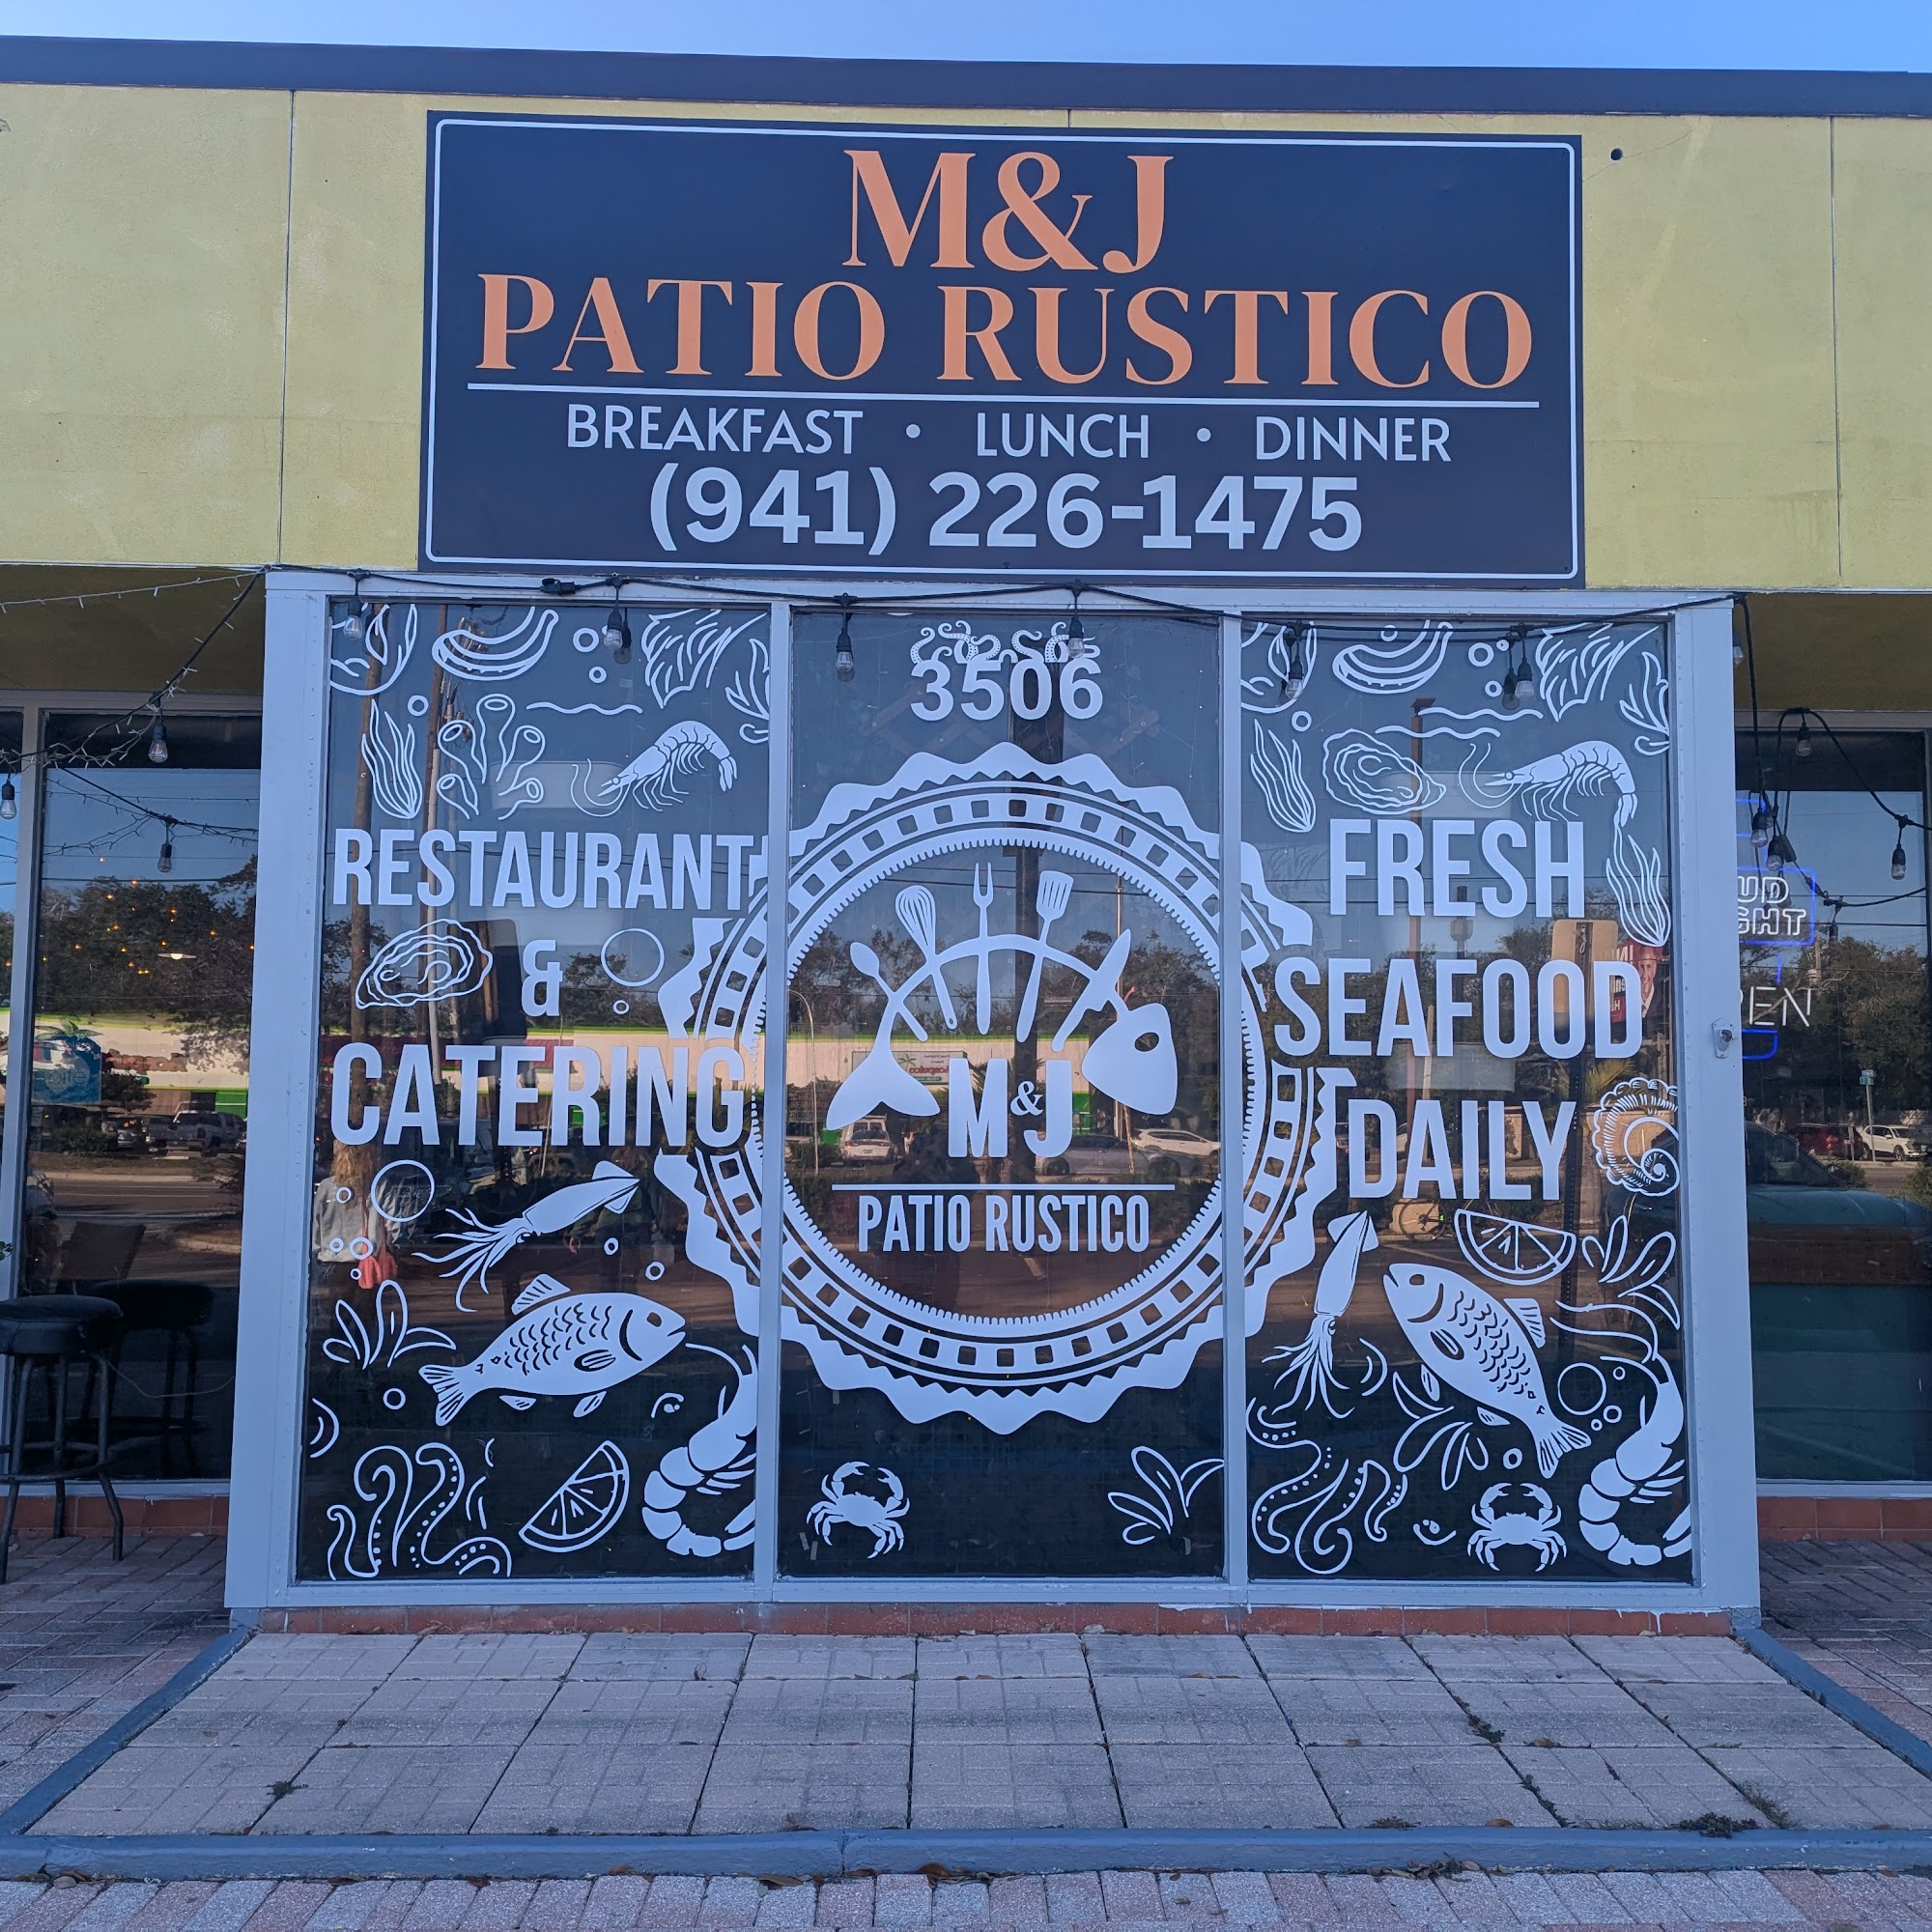 M&J
PATIO RUSTICO
BREAKFAST • LUNCH • DINNER
(941) 226-1475
3506
RESTAURANT
&
CATERING
M&J
PATIO RUSTICO
FRESH
SEAFOOD
DAILY